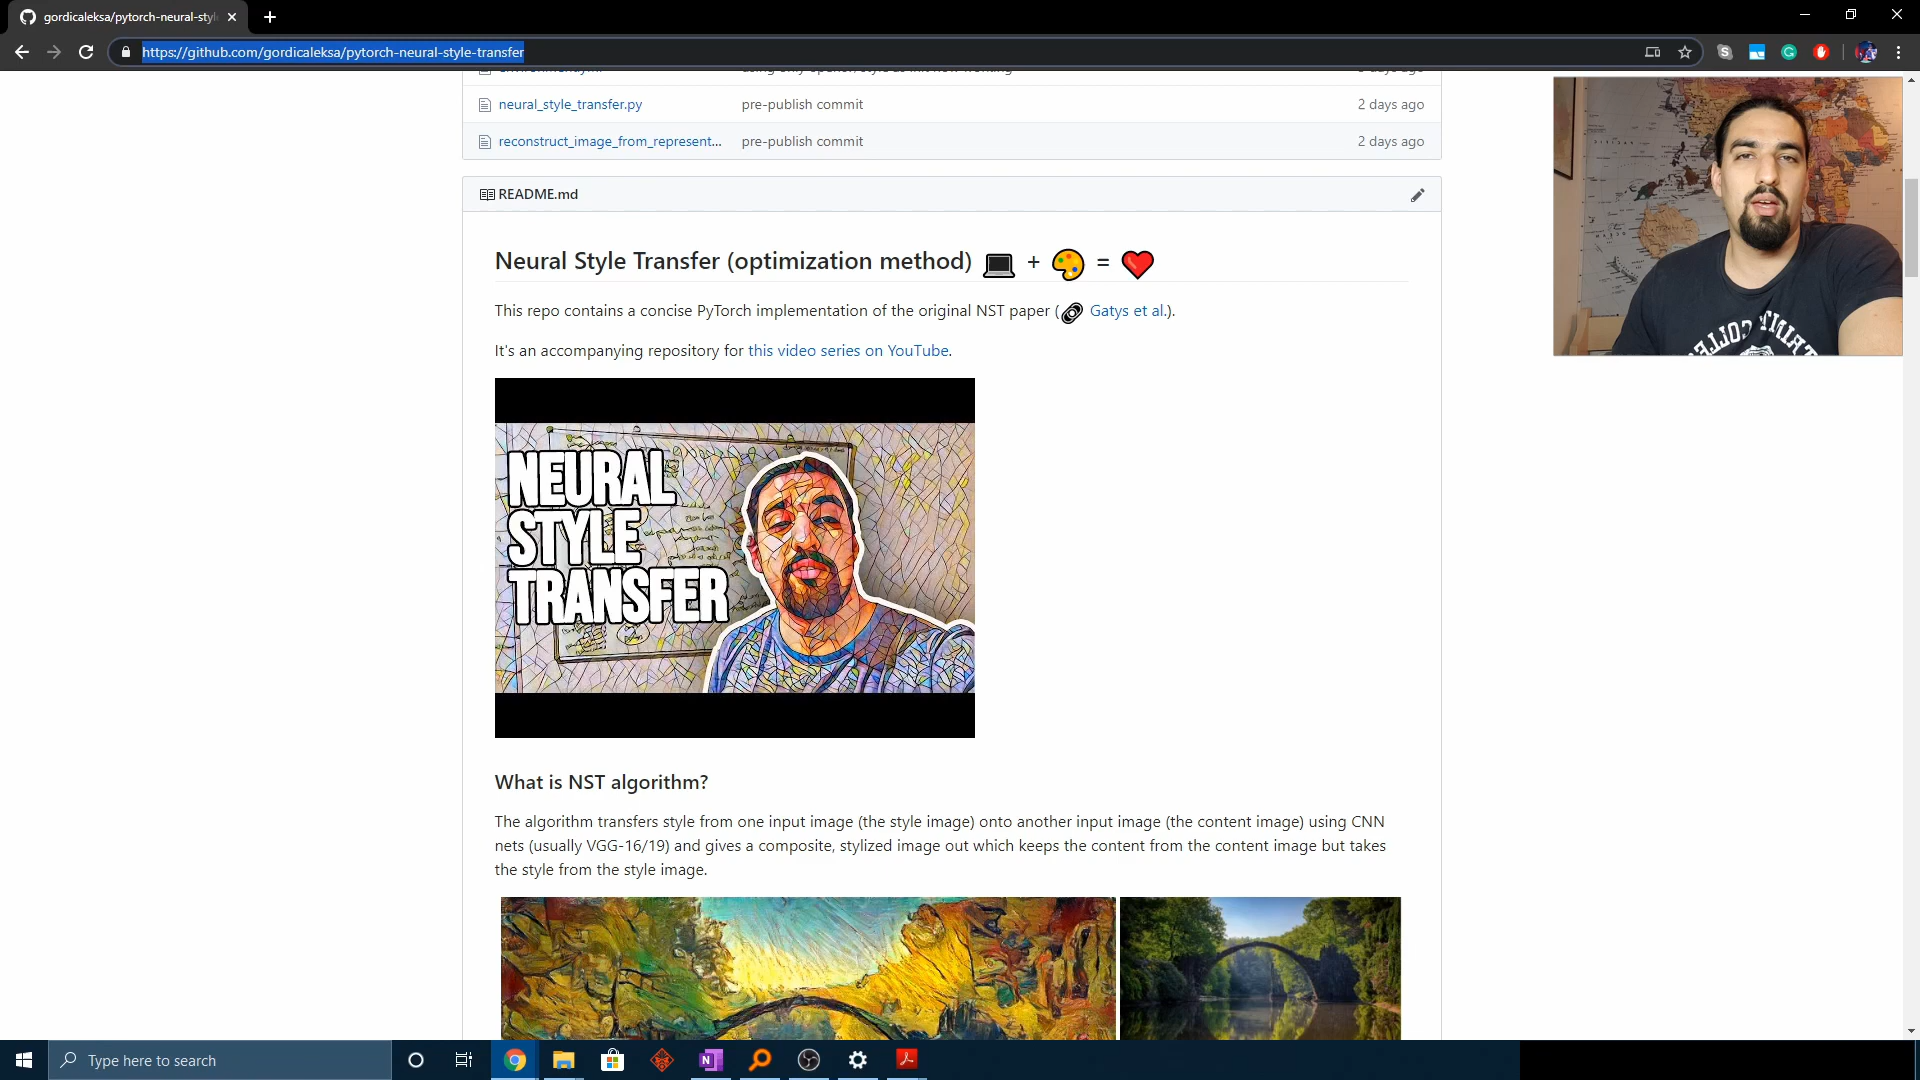 gordicaleksa/pytorch-neural-styl
https://github.com/gordicaleksa/pytorch-neural-style-transfer
neural_style_transfer.py pre-publish commit 2 days ago
reconstruct_image_from_represent... pre-publish commit 2 days ago
README.md
Neural Style Transfer (optimization method) 💻 + 🎨 = ❤️
This repo contains a concise PyTorch implementation of the original NST paper (🔗 Gatys et al.).
It's an accompanying repository for this video series on YouTube.
NEURAL
STYLE
TRANSFER
What is NST algorithm?
The algorithm transfers style from one input image (the style image) onto another input image (the content image) using CNN
nets (usually VGG-16/19) and gives a composite, stylized image out which keeps the content from the content image but takes
the style from the style image.
Type here to search